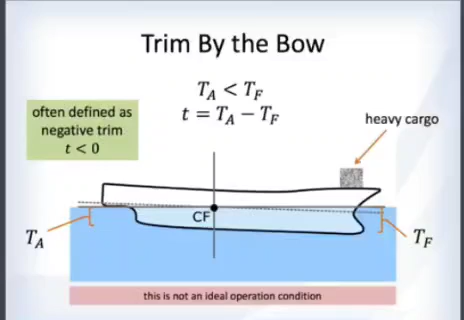 Trim By the Bow
T_A < T_F
t = T_A − T_F
often defined as
negative trim
t < 0
heavy cargo
CF
T_A
T_F
this is not an ideal operation condition